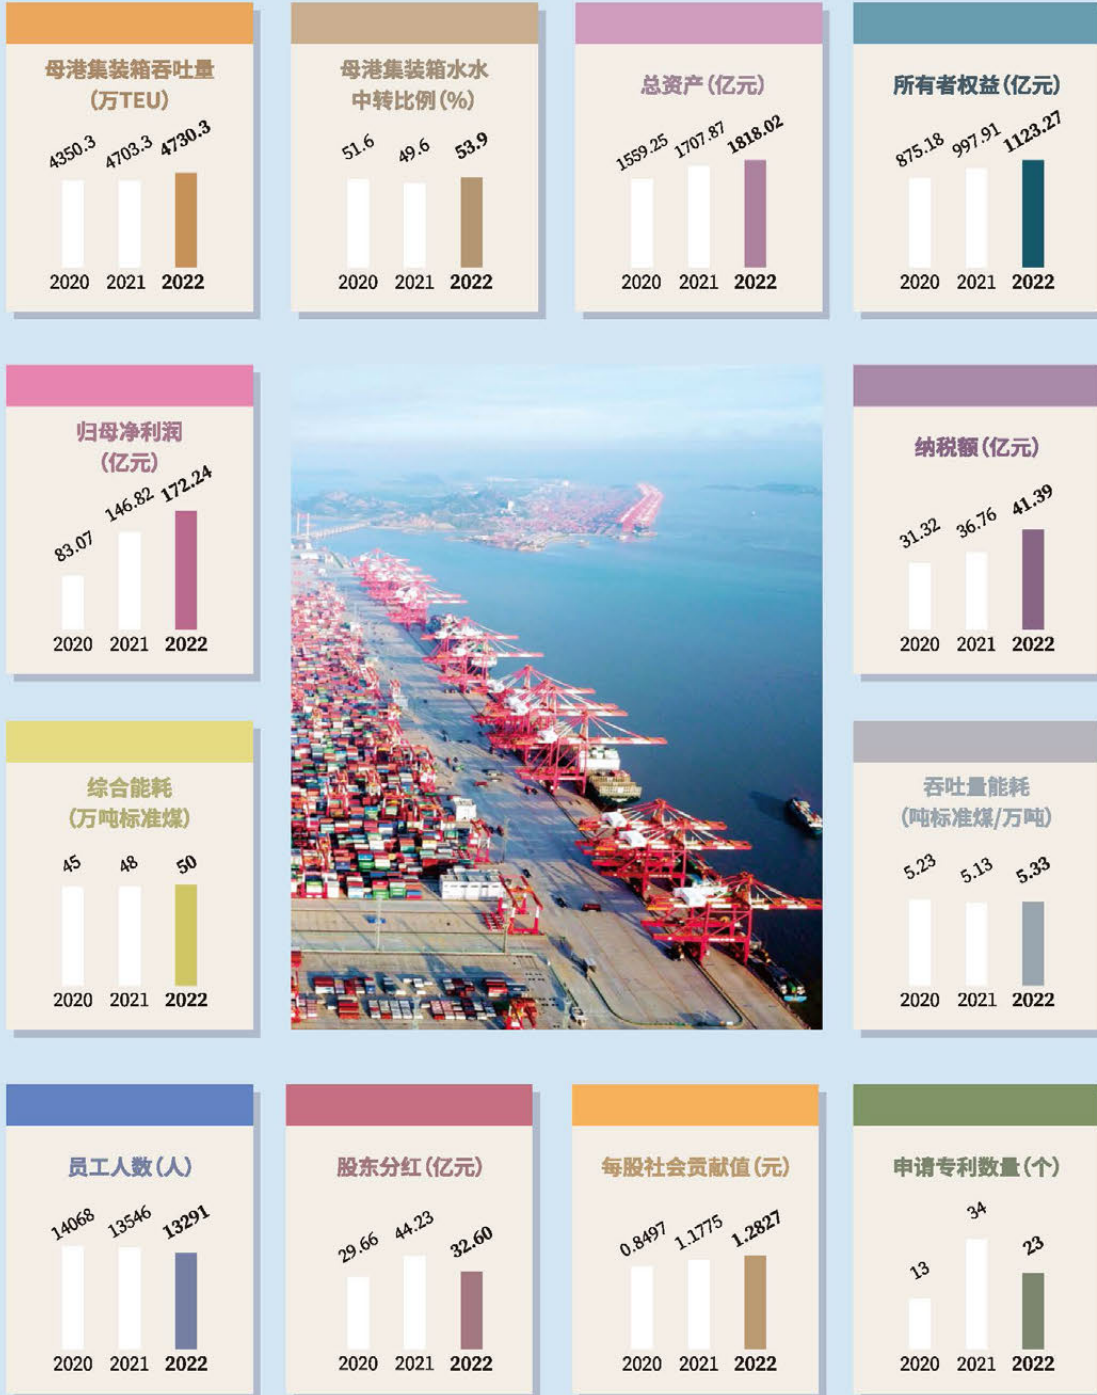 母港集装箱吞吐量
(万TEU)
4350.3 4703.3 4730.3
2020 2021 2022
母港集装箱水水
中转比例(%)
51.6 49.6 53.9
2020 2021 2022
总资产(亿元)
1559.25 1707.87 1818.02
2020 2021 2022
所有者权益(亿元)
875.18 997.91 1123.27
2020 2021 2022
归母净利润
(亿元)
83.07 146.82 172.24
2020 2021 2022
纳税额(亿元)
31.32 36.76 41.39
2020 2021 2022
综合能耗
(万吨标准煤)
45 48 50
2020 2021 2022
吞吐量能耗
(吨标准煤/万吨)
5.23 5.13 5.33
2020 2021 2022
员工人数(人)
14068 13546 13291
2020 2021 2022
股东分红(亿元)
29.66 44.23 32.60
2020 2021 2022
每股社会贡献值(元)
0.8497 1.1775 1.2827
2020 2021 2022
申请专利数量(个)
13 34 23
2020 2021 2022